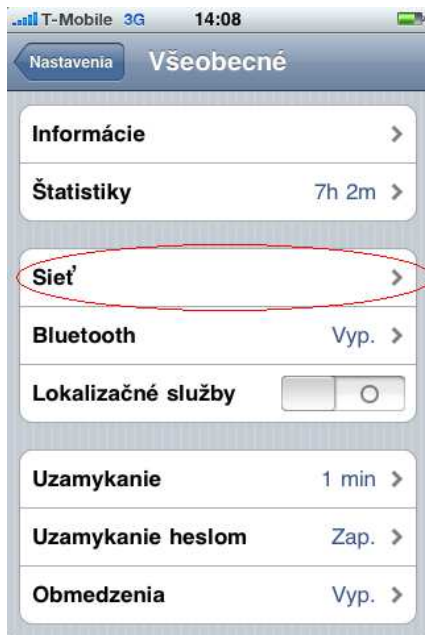 T-Mobile 3G 14:08
Nastavenia Všeobecné
Informácie
Štatistiky 7h 2m
Sieť
Bluetooth Vyp.
Lokalizačné služby
Uzamykanie 1 min
Uzamykanie heslom Zap.
Obmedzenia Vyp.